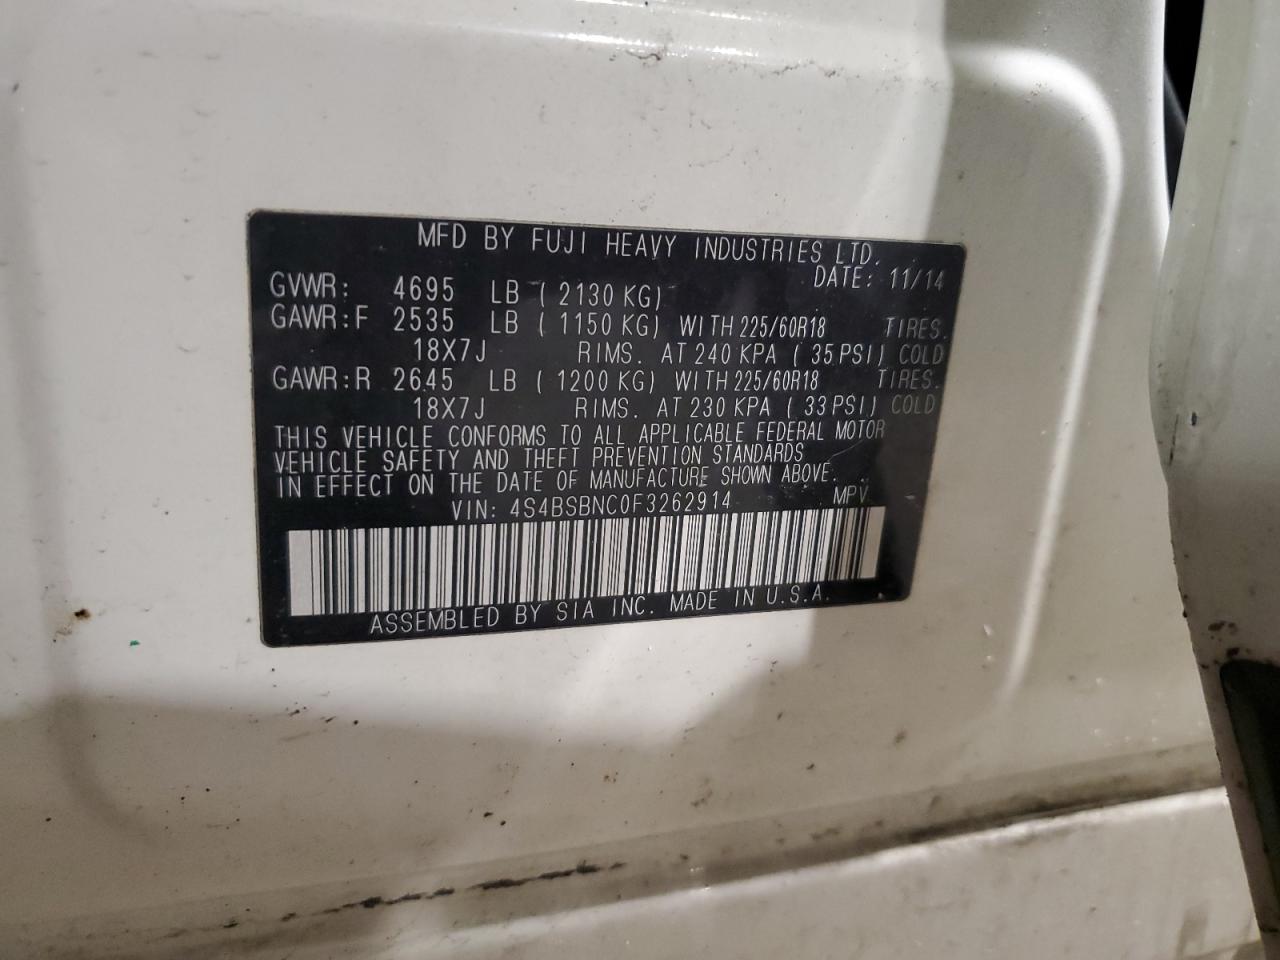 MFD BY FUJI HEAVY INDUSTRIES LTD.
DATE: 11/14
GVWR: 4695 LB ( 2130 KG)
GAWR:F 2535 LB ( 1150 KG) WITH 225/60R18 TIRES.
18X7J RIMS. AT 240 KPA ( 35 PSI) COLD
GAWR:R 2645 LB ( 1200 KG) WITH 225/60R18 TIRES.
18X7J RIMS. AT 230 KPA ( 33 PSI) COLD
THIS VEHICLE CONFORMS TO ALL APPLICABLE FEDERAL MOTOR
VEHICLE SAFETY AND THEFT PREVENTION STANDARDS
IN EFFECT ON THE DATE OF MANUFACTURE SHOWN ABOVE.
VIN: 4S4BSBNC0F3262914 MPV
ASSEMBLED BY SIA INC. MADE IN U.S.A.